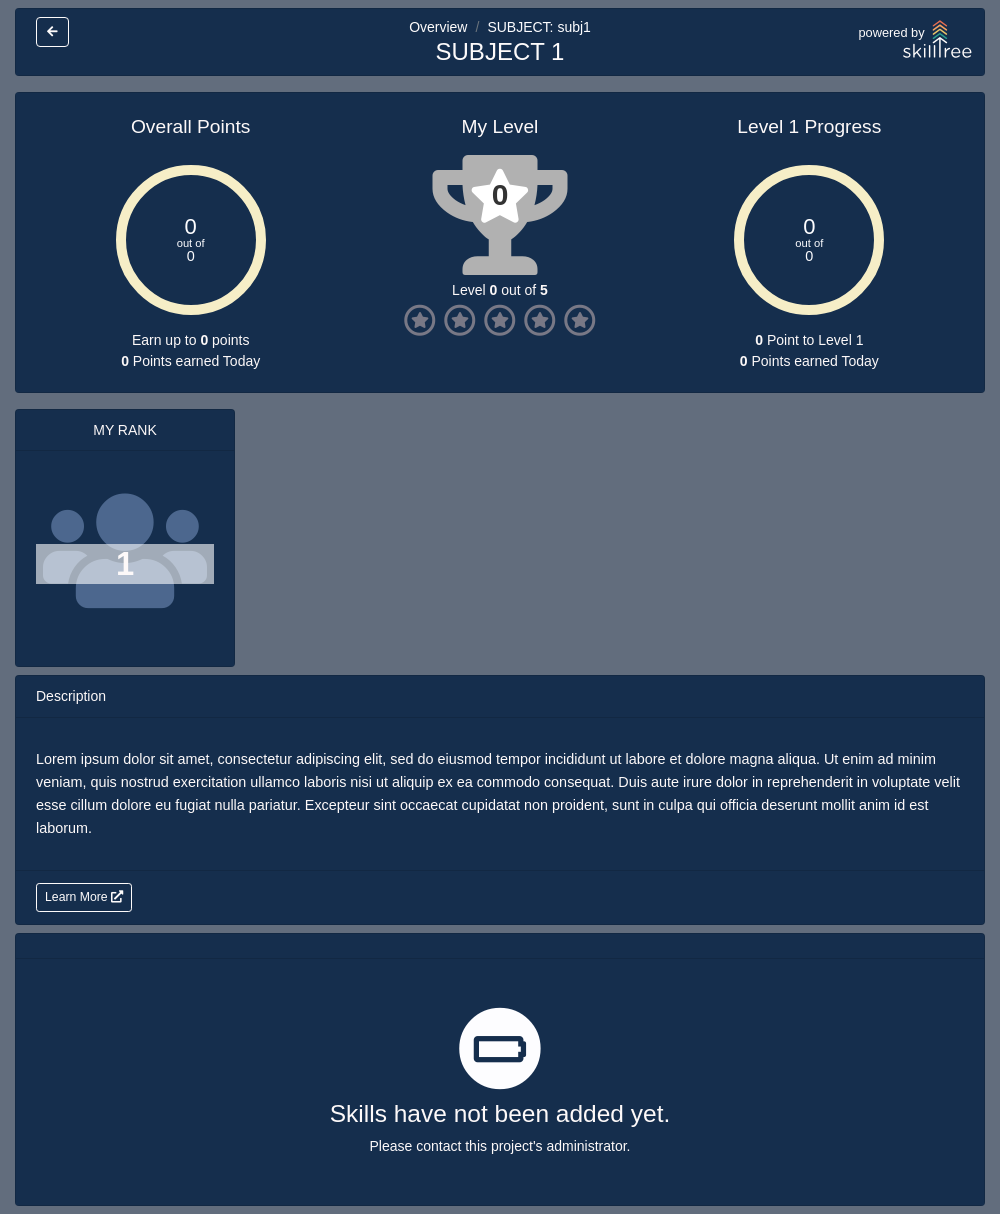 Overview / SUBJECT: subj1
SUBJECT 1
powered by
skilltree
Overall Points
My Level
Level 1 Progress
0
out of
0
0
0
out of
0
Level 0 out of 5
Earn up to 0 points
0 Points earned Today
0 Point to Level 1
0 Points earned Today
MY RANK
1
Description
Lorem ipsum dolor sit amet, consectetur adipiscing elit, sed do eiusmod tempor incididunt ut labore et dolore magna aliqua. Ut enim ad minim
veniam, quis nostrud exercitation ullamco laboris nisi ut aliquip ex ea commodo consequat. Duis aute irure dolor in reprehenderit in voluptate velit
esse cillum dolore eu fugiat nulla pariatur. Excepteur sint occaecat cupidatat non proident, sunt in culpa qui officia deserunt mollit anim id est
laborum.
Learn More
Skills have not been added yet.
Please contact this project's administrator.